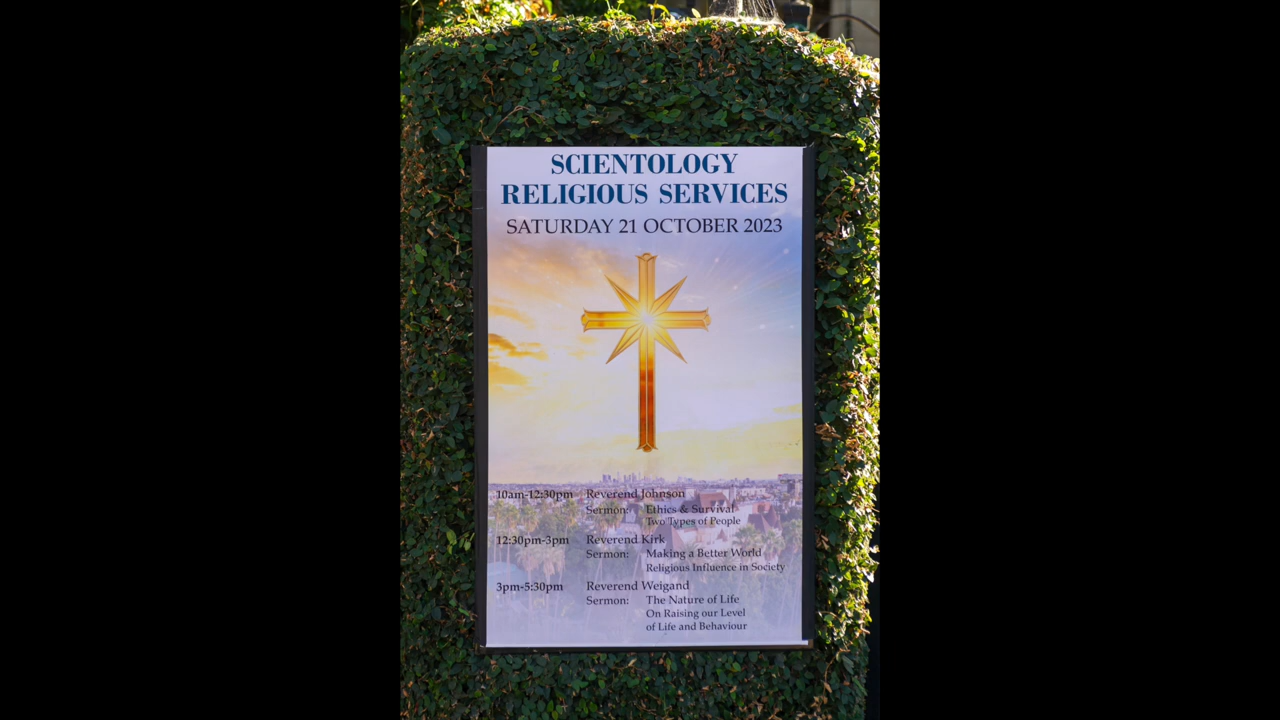 SCIENTOLOGY
RELIGIOUS SERVICES
SATURDAY 21 OCTOBER 2023
10am-12:30pm Reverend Johnson
Sermon: Ethics & Survival
Two Types of People
12:30pm-3pm Reverend Kirk
Sermon: Making a Better World
Religious Influence in Society
3pm-5:30pm Reverend Weigand
Sermon: The Nature of Life
On Raising our Level
of Life and Behaviour